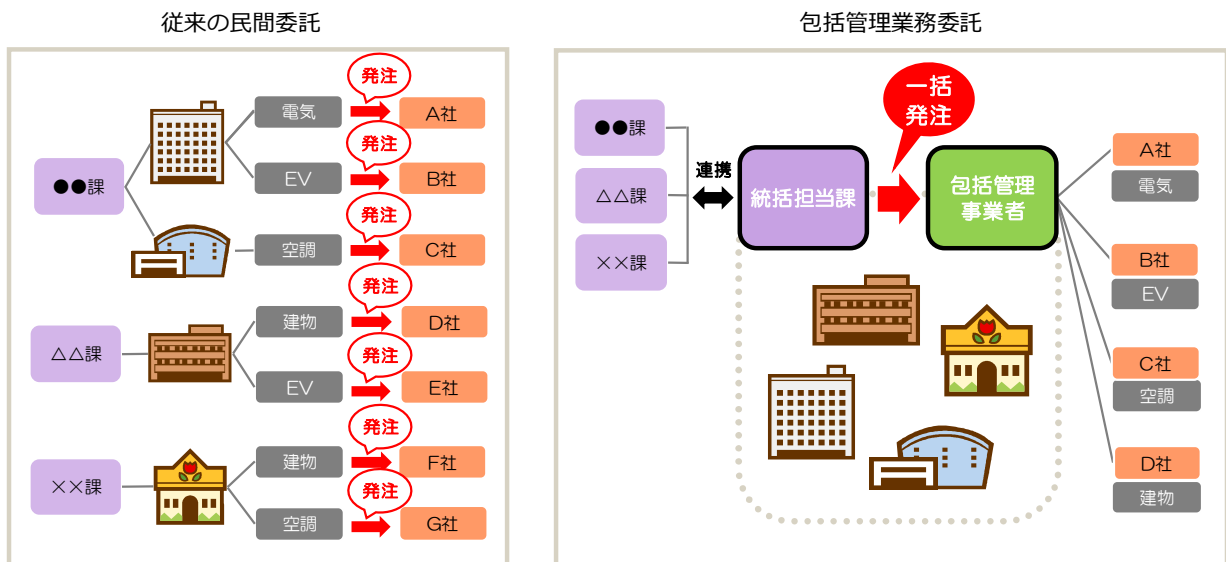 従来の民間委託
包括管理業務委託
発注
電気
A社
発注
EV
B社
●●課
発注
空調
C社
発注
建物
D社
△△課
発注
EV
E社
発注
建物
F社
××課
発注
空調
G社
●●課
△△課
××課
連携
統括担当課
一括
発注
包括管理
事業者
A社
電気
B社
EV
C社
空調
D社
建物